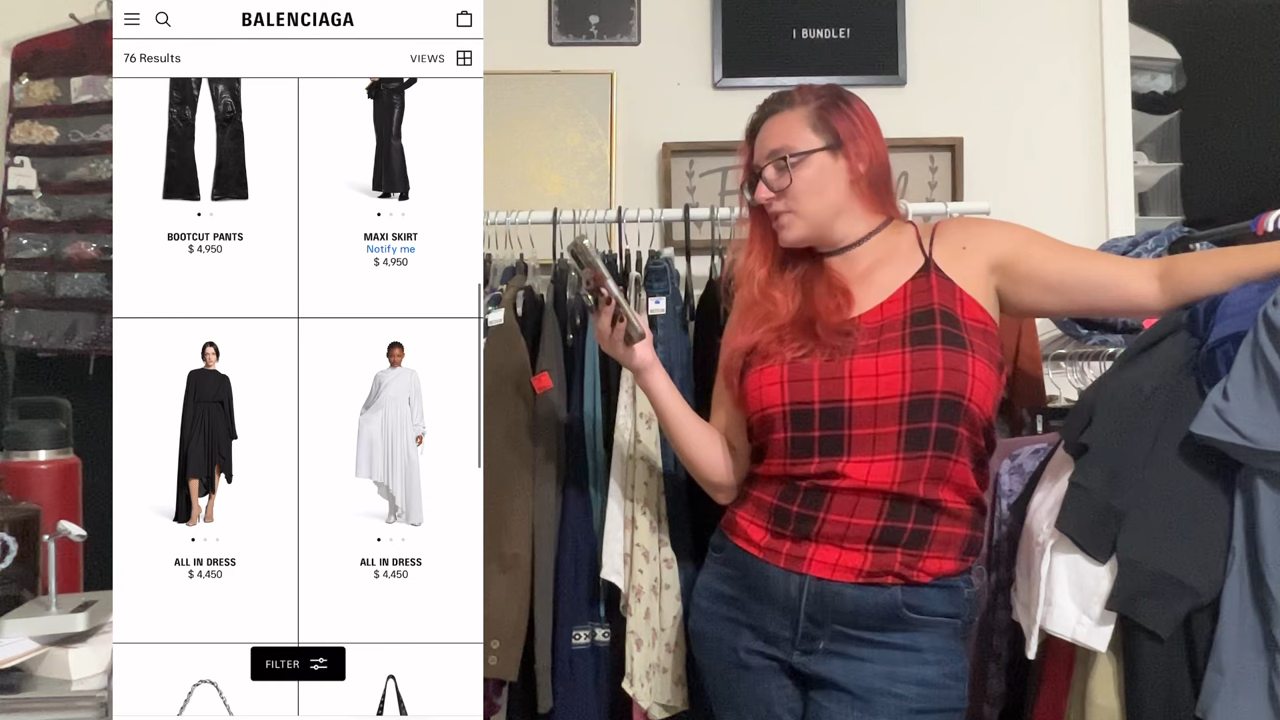 BALENCIAGA
76 Results
VIEWS
BOOTCUT PANTS
$ 4,950
MAXI SKIRT
Notify me
$ 4,950
ALL IN DRESS
$ 4,450
ALL IN DRESS
$ 4,450
FILTER
I BUNDLE!